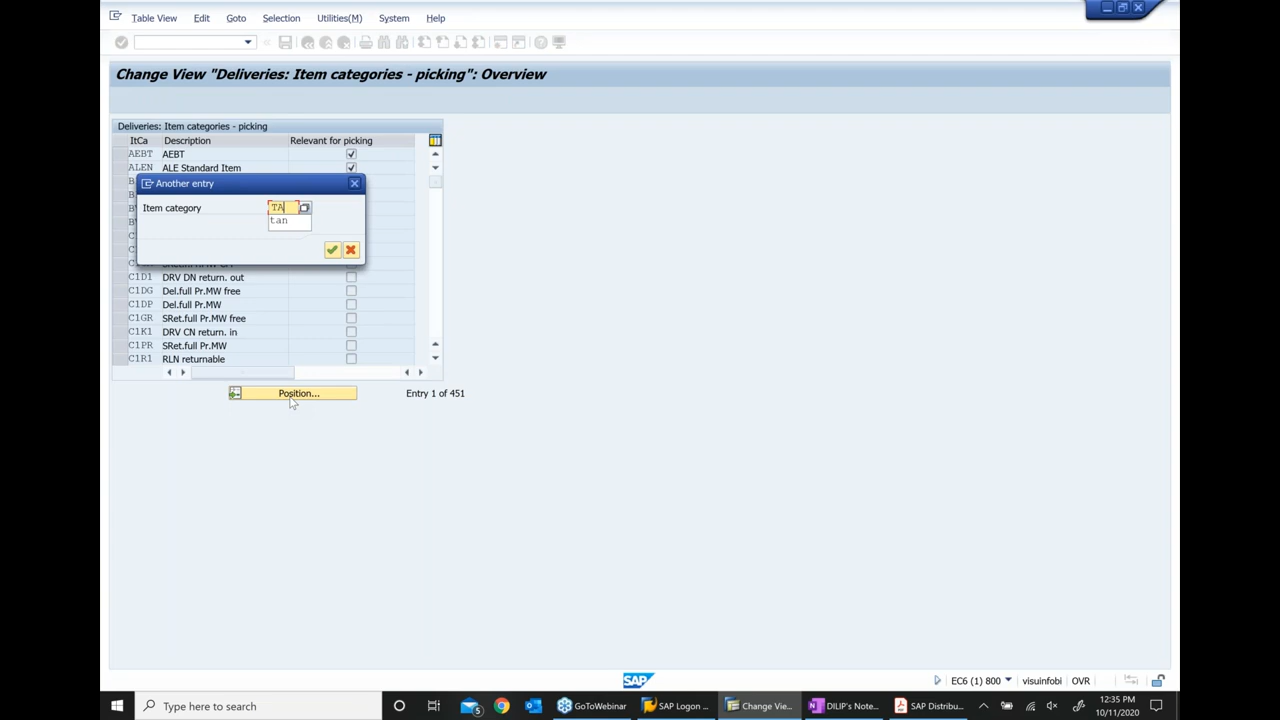 Table View Edit Goto Selection Utilities(M) System Help
Change View "Deliveries: Item categories - picking": Overview
Deliveries: Item categories - picking
ItCa Description Relevant for picking
AEBT AEBT
ALEN ALE Standard Item
Another entry
Item category TA
tan
C1D1 DRV DN return. out
C1DG Del.full Pr.MW free
C1DP Del.full Pr.MW
C1GR SRet.full Pr.MW free
C1K1 DRV CN return. in
C1PR SRet.full Pr.MW
C1R1 RLN returnable
Position... Entry 1 of 451
SAP EC6 (1) 800 visuinfobi OVR
Type here to search 5 GoToWebinar SAP Logon ... Change Vie... DILIP's Note... SAP Distribu... 12:35 PM
10/11/2020